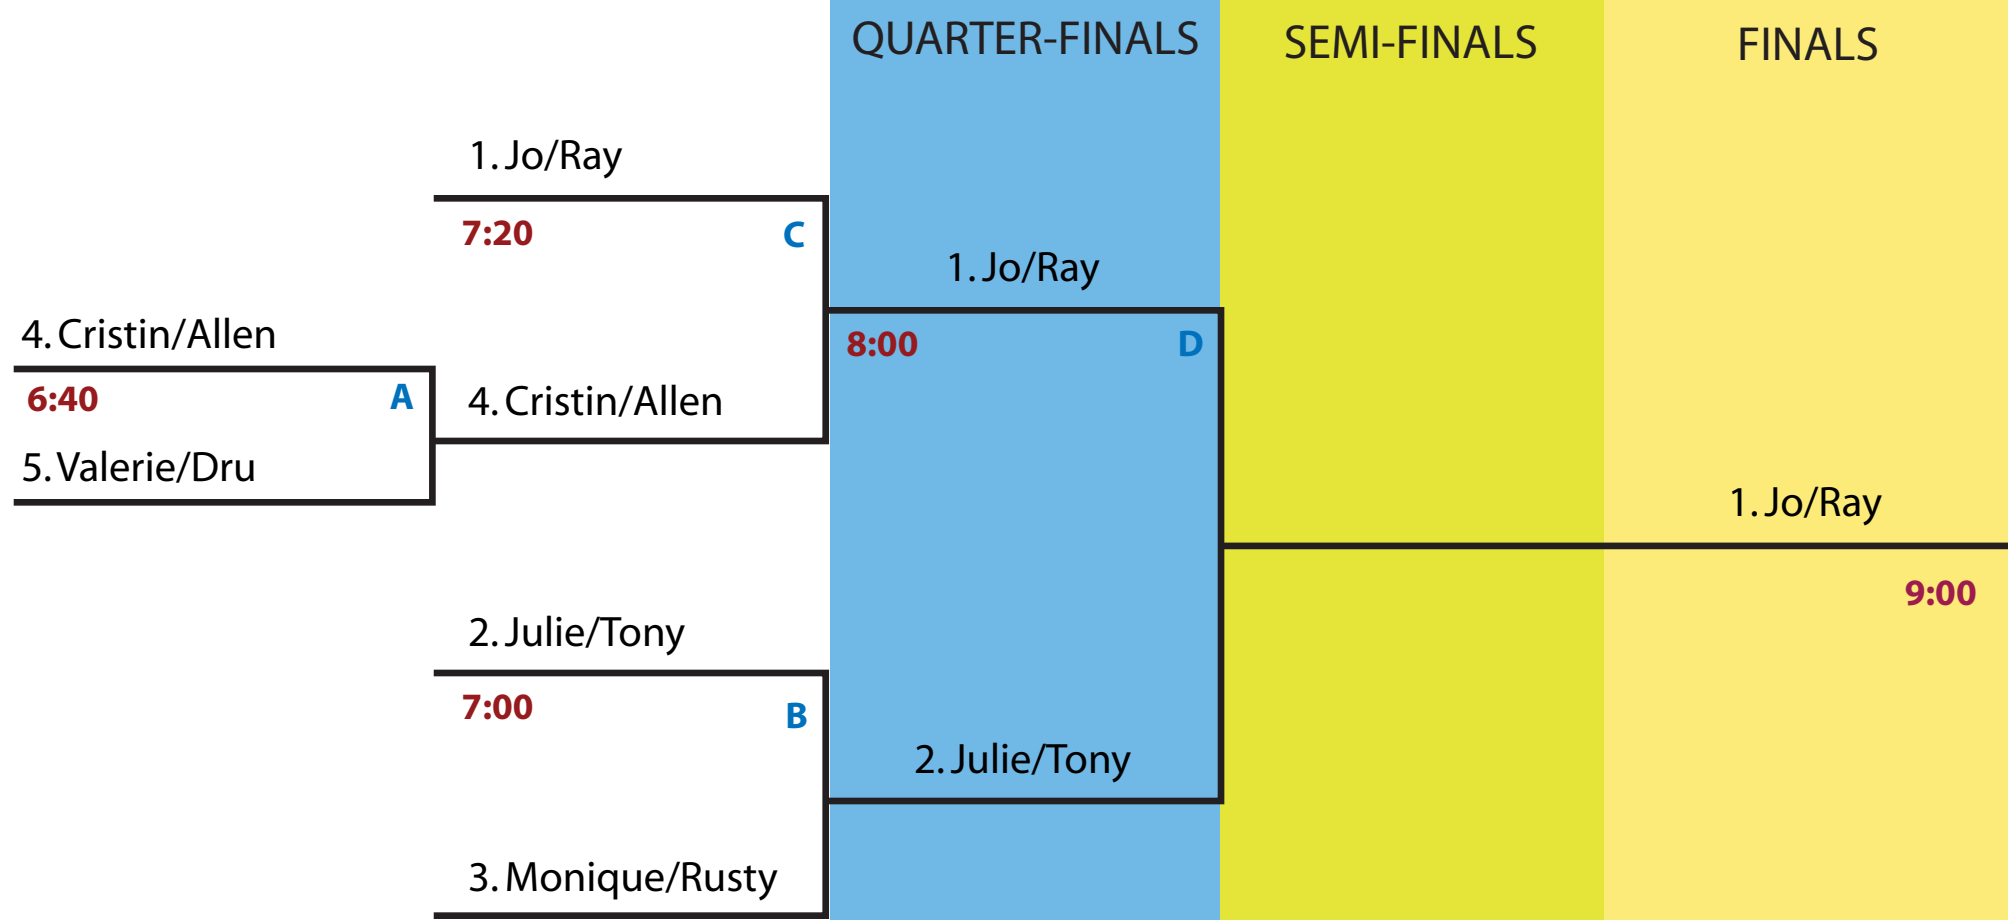 QUARTER-FINALS
SEMI-FINALS
FINALS
1. Jo/Ray
7:20
C
1. Jo/Ray
4. Cristin/Allen
8:00
D
6:40
A
4. Cristin/Allen
5. Valerie/Dru
1. Jo/Ray
9:00
2. Julie/Tony
7:00
B
2. Julie/Tony
3. Monique/Rusty